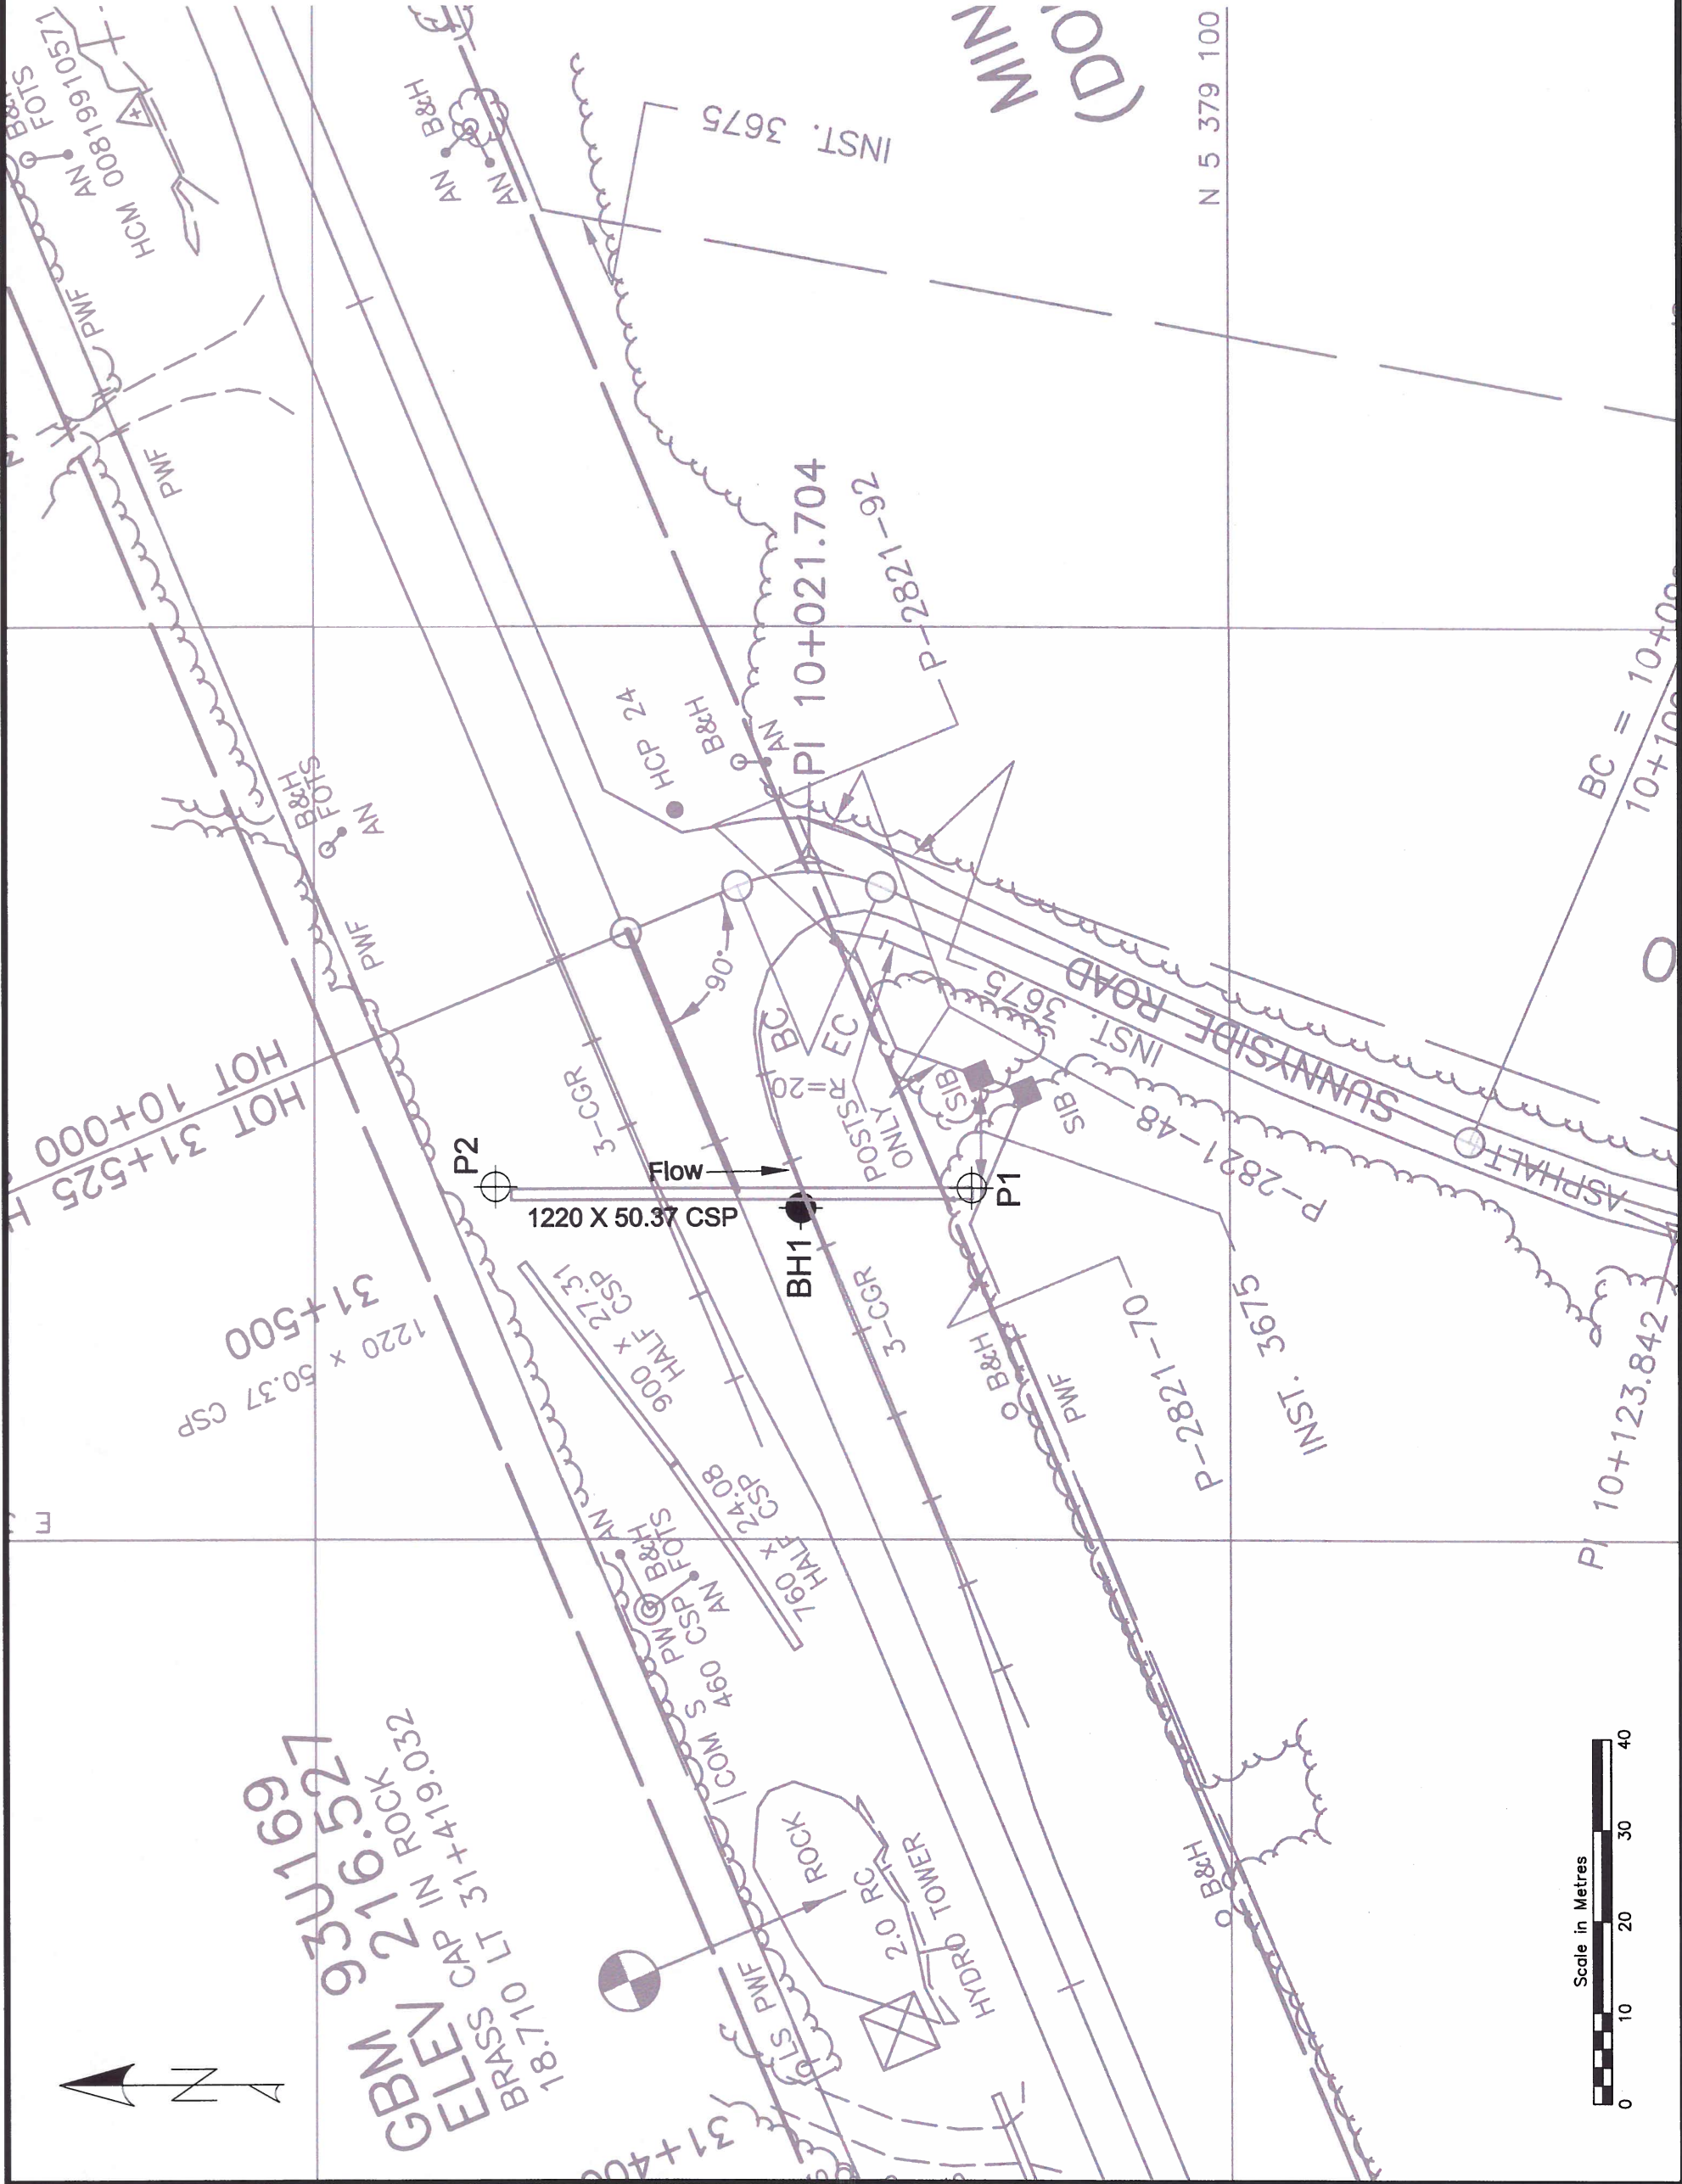 B&H
FOTS
AN
HCM 00819910571
B&H
AN
AN
INST. 3675
MIN
(DO
N 5 379 100
PWF
PWF
B&H
FOTS
AN
PWF
HCP 24
B&H
AN
PI 10+021.704
P-2821-92
BC = 10+0
10+10
HOT 10+000
HOT 31+525
3-CGR
90°
BC
R=20
EC
POSTS
ONLY
SIB
SIB
INST. 3675
SUNNYSIDE ROAD
P-2821-48
ASPHALT
P2
Flow
1220 X 50.37 CSP
BH1
P1
31+500
1220 x 50.37 CSP
900 x 27.31
HALF CSP
760 x 24.08
HALF CSP
3-CGR
B&H
PWF
P-2821-70
INST. 3675
PI 10+123.842
E
AN
B&H
FOTS
PW
AN
COM S
460 CSP
GBM 93U169
ELEV 216.527
BRASS CAP IN ROCK
18.710 LT 31+419.032
ROCK
2.0 RC
HYDRO TOWER
PWF
LS
31+40
B&H
N
Scale in Metres
0 10 20 30 40